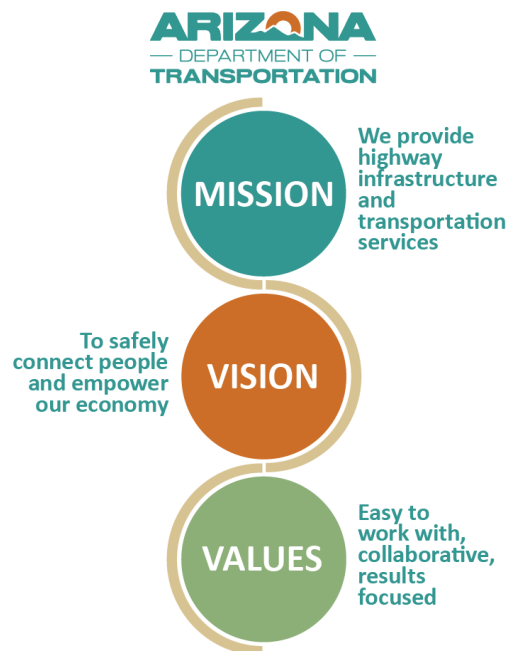 ARIZONA
DEPARTMENT OF
TRANSPORTATION
MISSION
We provide
highway
infrastructure
and
transportation
services
To safely
connect people
and empower
our economy
VISION
VALUES
Easy to
work with,
collaborative,
results
focused